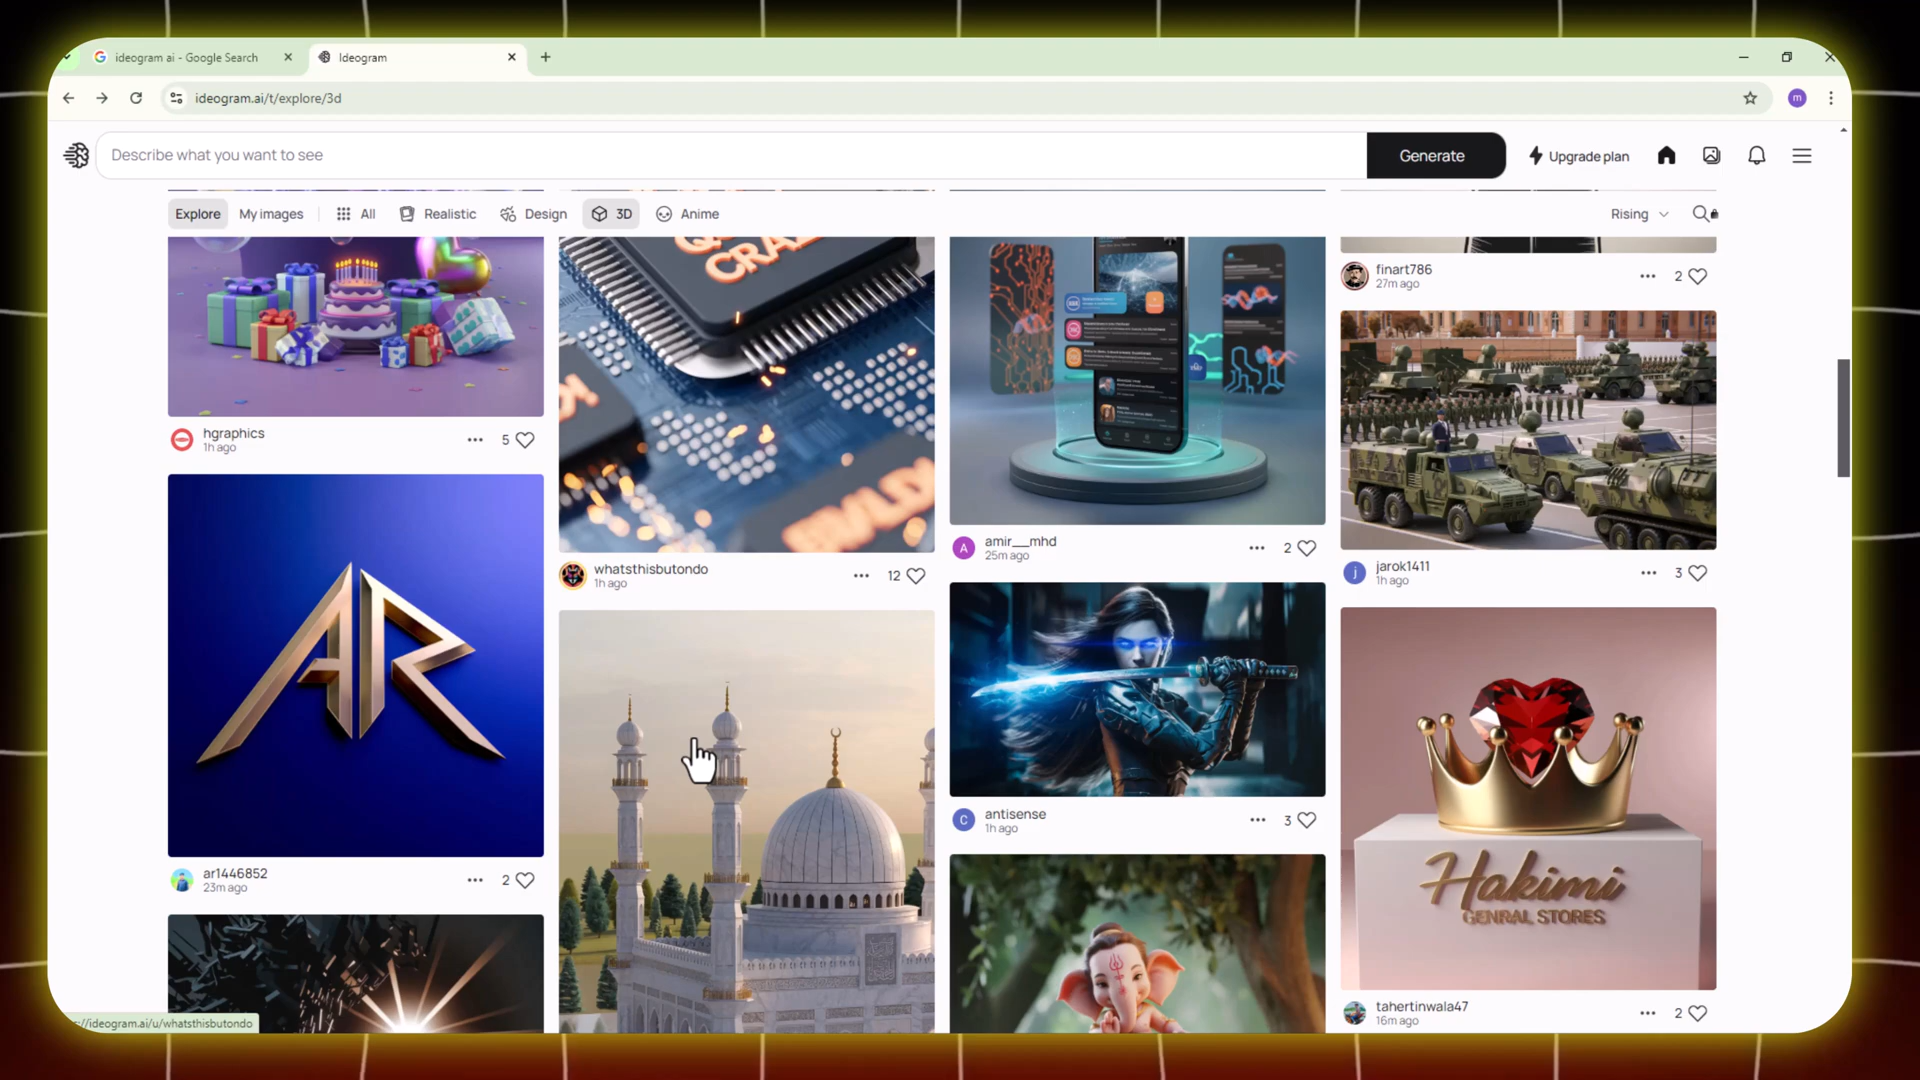 ideogram ai - Google Search
Ideogram
ideogram.ai/t/explore/3d
m
Describe what you want to see
Generate
Upgrade plan
Explore
My images
All
Realistic
Design
3D
Anime
Rising
CRA
finart786
27m ago
2
hgraphics
1h ago
5
BUILD
A
amir__mhd
25m ago
2
whatsthisbutondo
1h ago
12
j
jarok1411
1h ago
3
AR
C
antisense
1h ago
3
Hakimi
GENRAL STORES
ar1446852
23m ago
2
tahertinwala47
16m ago
2
://ideogram.ai/u/whatsthisbutondo